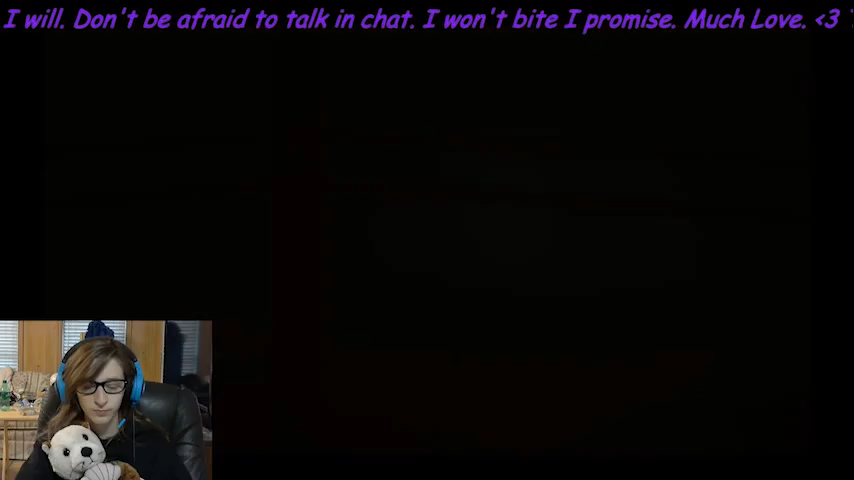 I will. Don't be afraid to talk in chat. I won't bite I promise. Much Love. <3